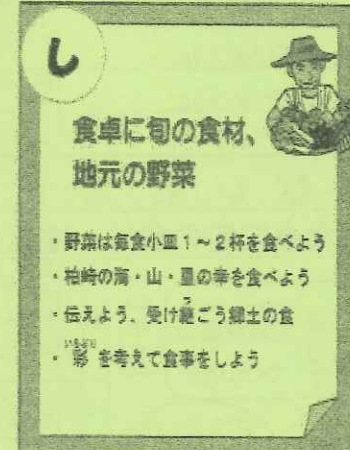 し
食卓に旬の食材、
地元の野菜
・野菜は毎食小皿1~2杯を食べよう
・柏崎の海・山・里の幸を食べよう
・伝えよう、受け継ごう郷土の食
・彩を考えて食事をしよう